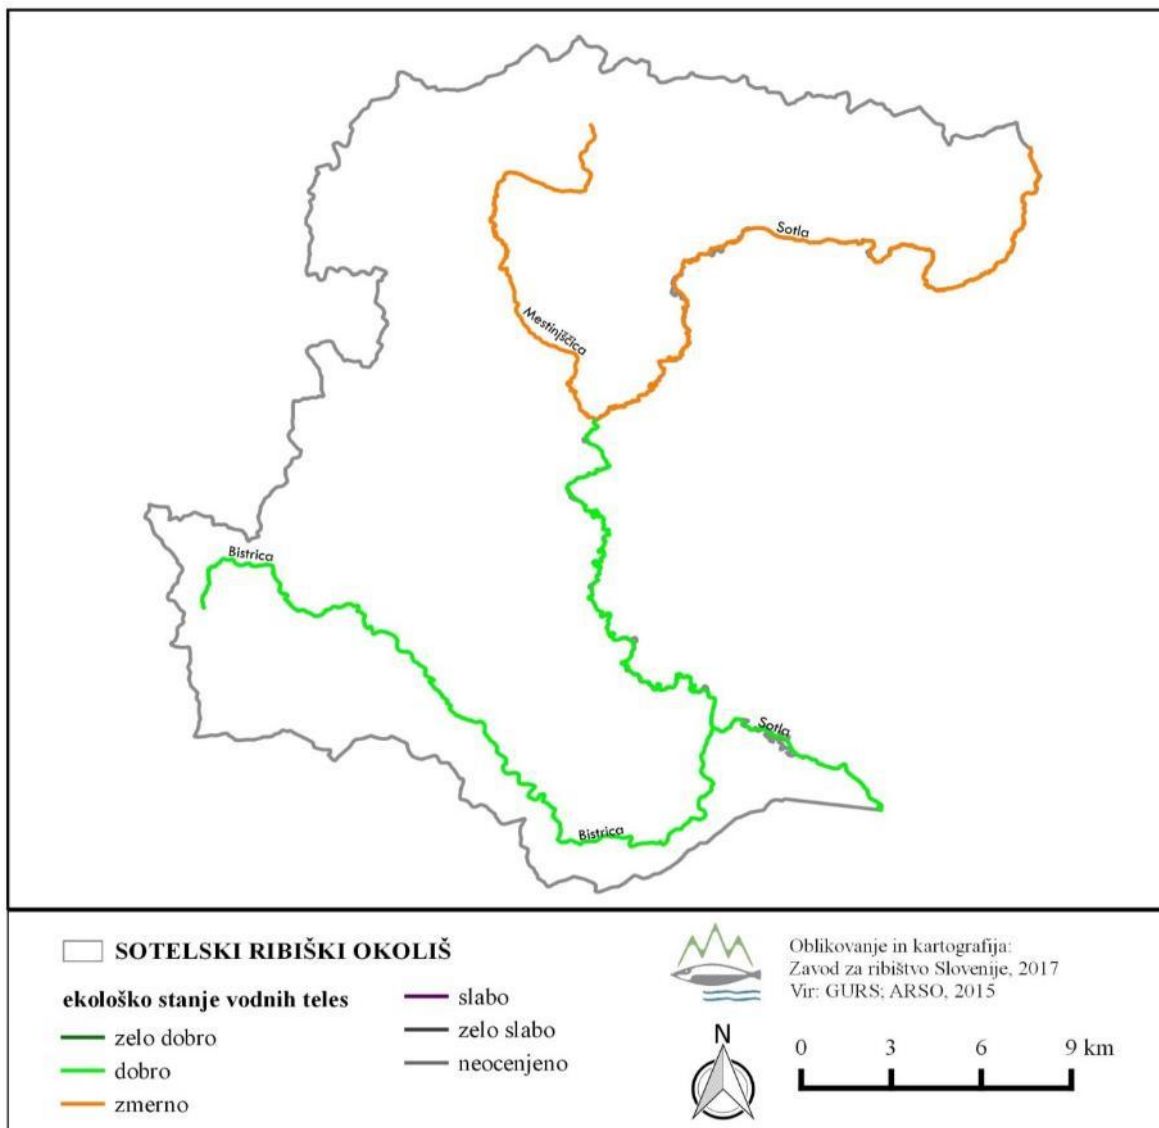 Sotla
Mestinjščica
Bistrica
Sotla
Bistrica
SOTELSKI RIBIŠKI OKOLIŠ
ekološko stanje vodnih teles
zelo dobro
dobro
zmerno
slabo
zelo slabo
neocenjeno
Oblikovanje in kartografija:
Zavod za ribištvo Slovenije, 2017
Vir: GURS; ARSO, 2015
N
0 3 6 9 km